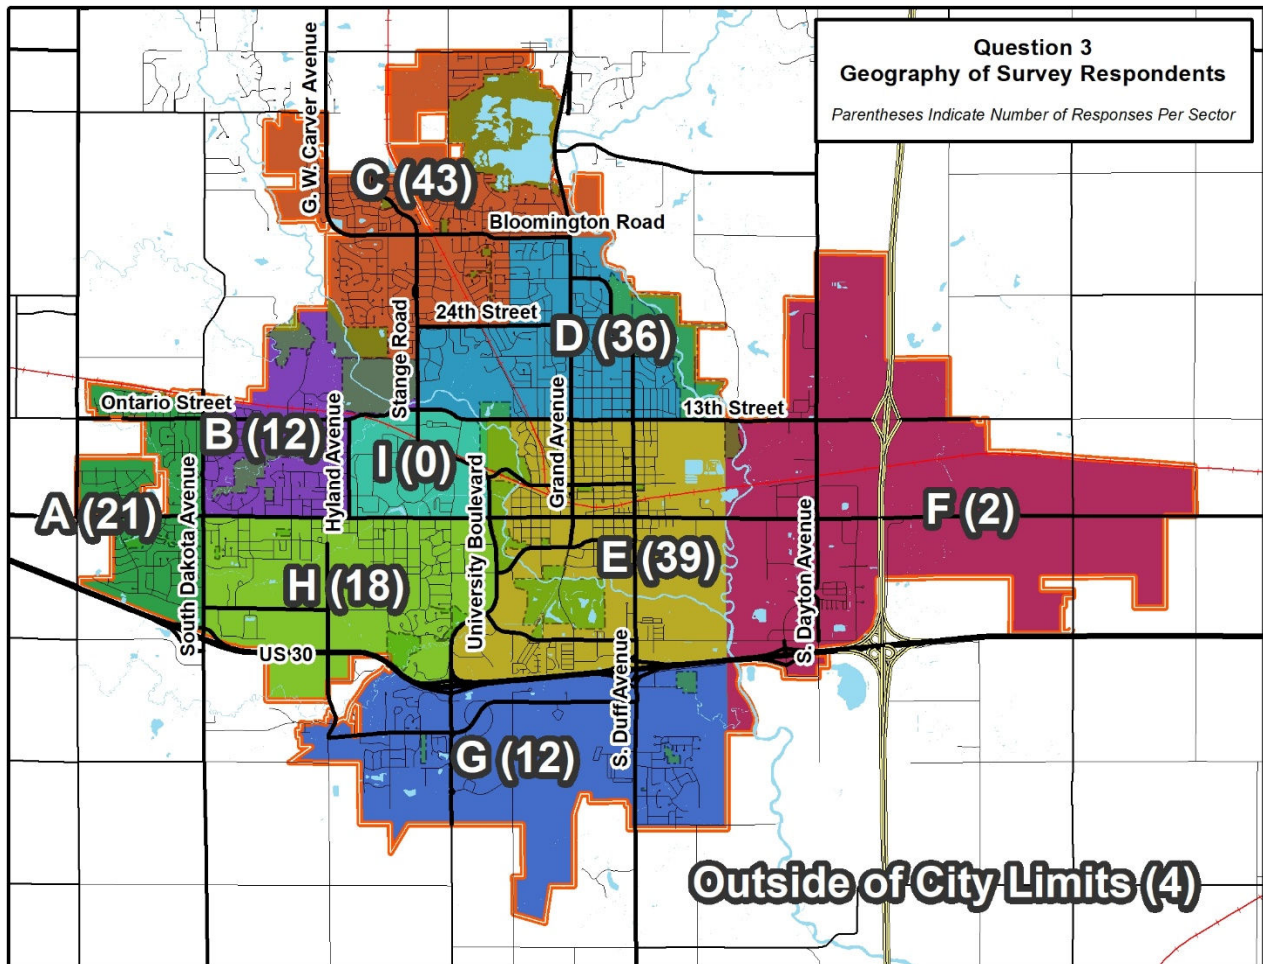 Question 3
Geography of Survey Respondents
Parentheses Indicate Number of Responses Per Sector
G. W. Carver Avenue
C (43)
Bloomington Road
24th Street
Stange Road
D (36)
Ontario Street
13th Street
B (12)
Hyland Avenue
I (0)
Grand Avenue
University Boulevard
A (21)
South Dakota Avenue
F (2)
S. Dayton Avenue
E (39)
H (18)
US 30
S. Duff Avenue
G (12)
Outside of City Limits (4)